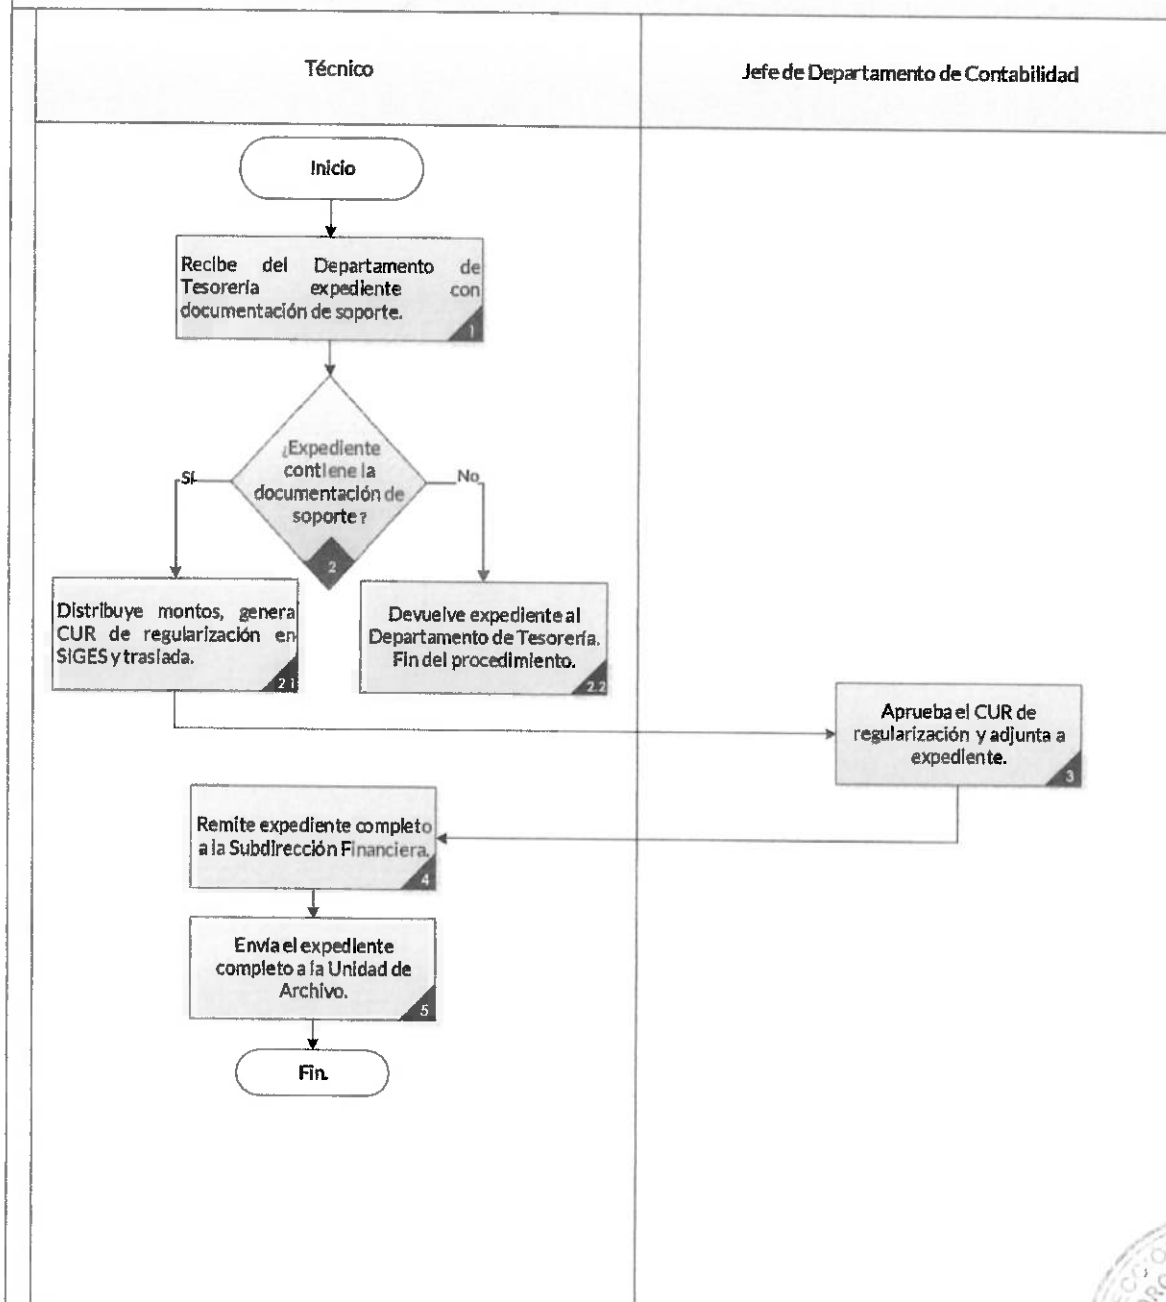 Técnico
Jefe de Departamento de Contabilidad
Inicio
Recibe del Departamento de
Tesorería expediente con
documentación de soporte.
1
¿Expediente
contiene la
documentación de
soporte?
2
Sí
No
Distribuye montos, genera
CUR de regularización en
SIGES y traslada.
2.1
Devuelve expediente al
Departamento de Tesorería.
Fin del procedimiento.
2.2
Aprueba el CUR de
regularización y adjunta a
expediente.
3
Remite expediente completo
a la Subdirección Financiera.
4
Envía el expediente
completo a la Unidad de
Archivo.
5
Fin.